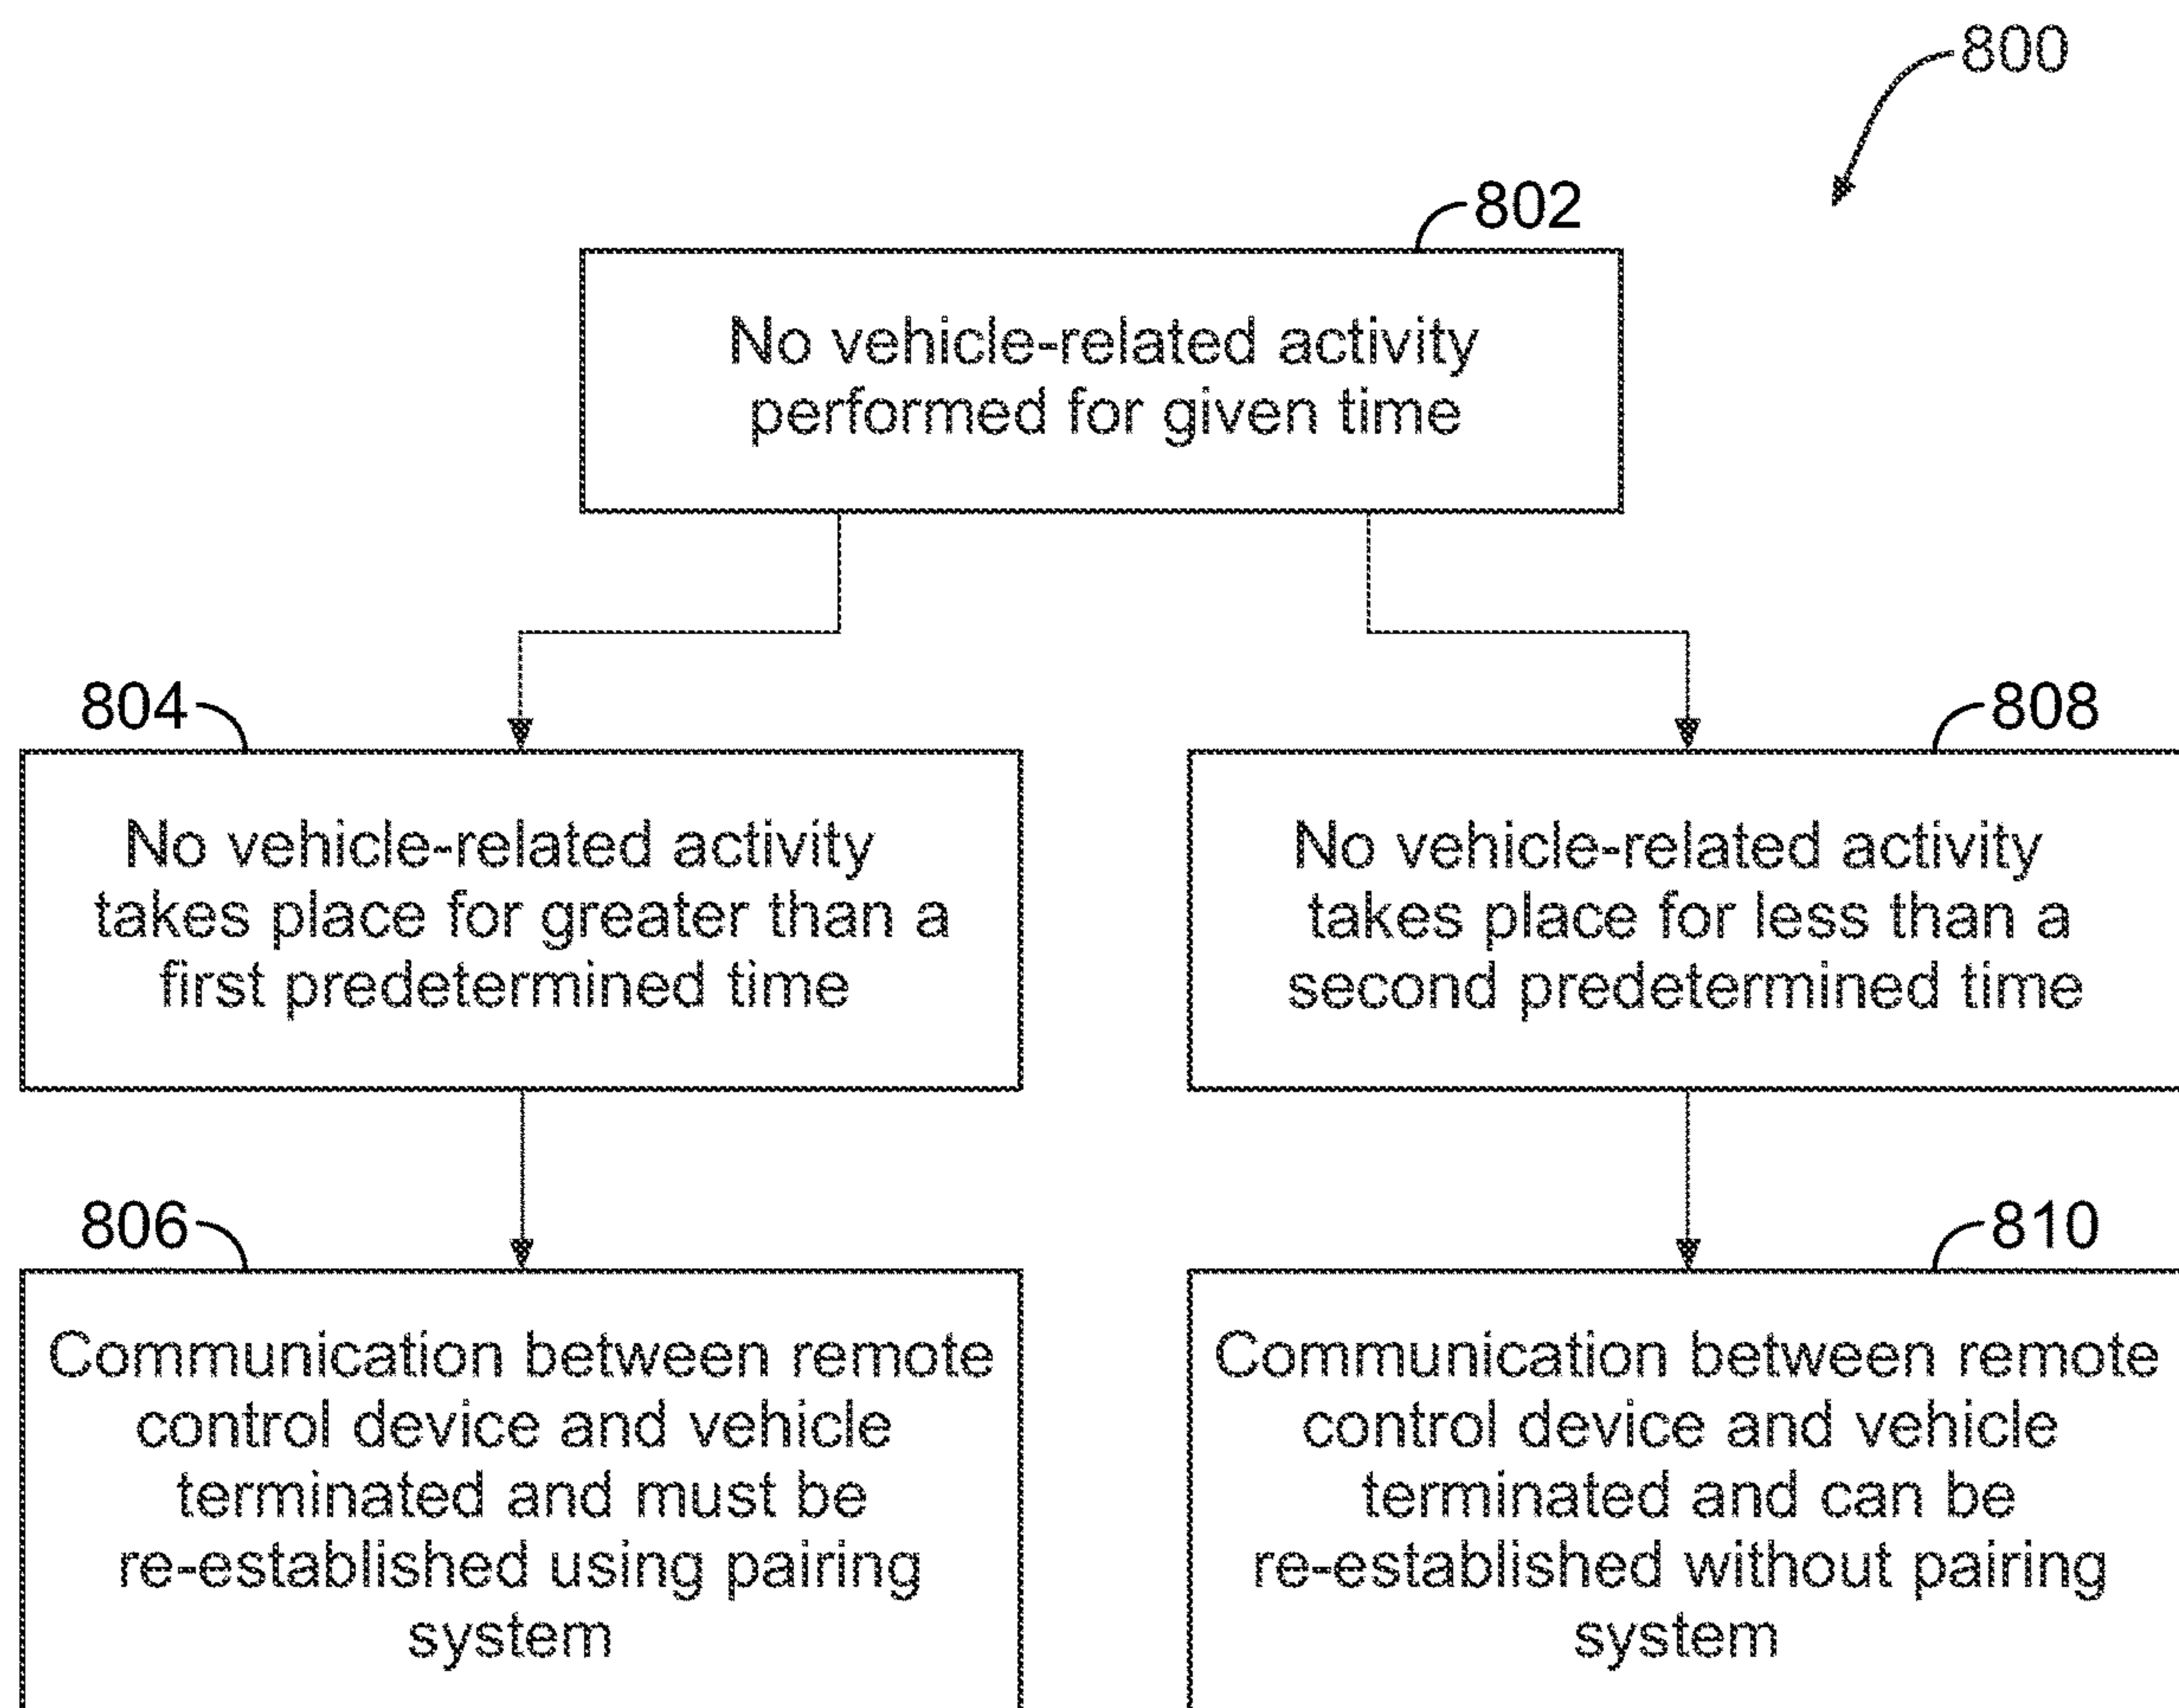 800
802
No vehicle-related activity
performed for given time
804
No vehicle-related activity
takes place for greater than a
first predetermined time
808
No vehicle-related activity
takes place for less than a
second predetermined time
806
Communication between remote
control device and vehicle
terminated and must be
re-established using pairing
system
810
Communication between remote
control device and vehicle
terminated and can be
re-established without pairing
system